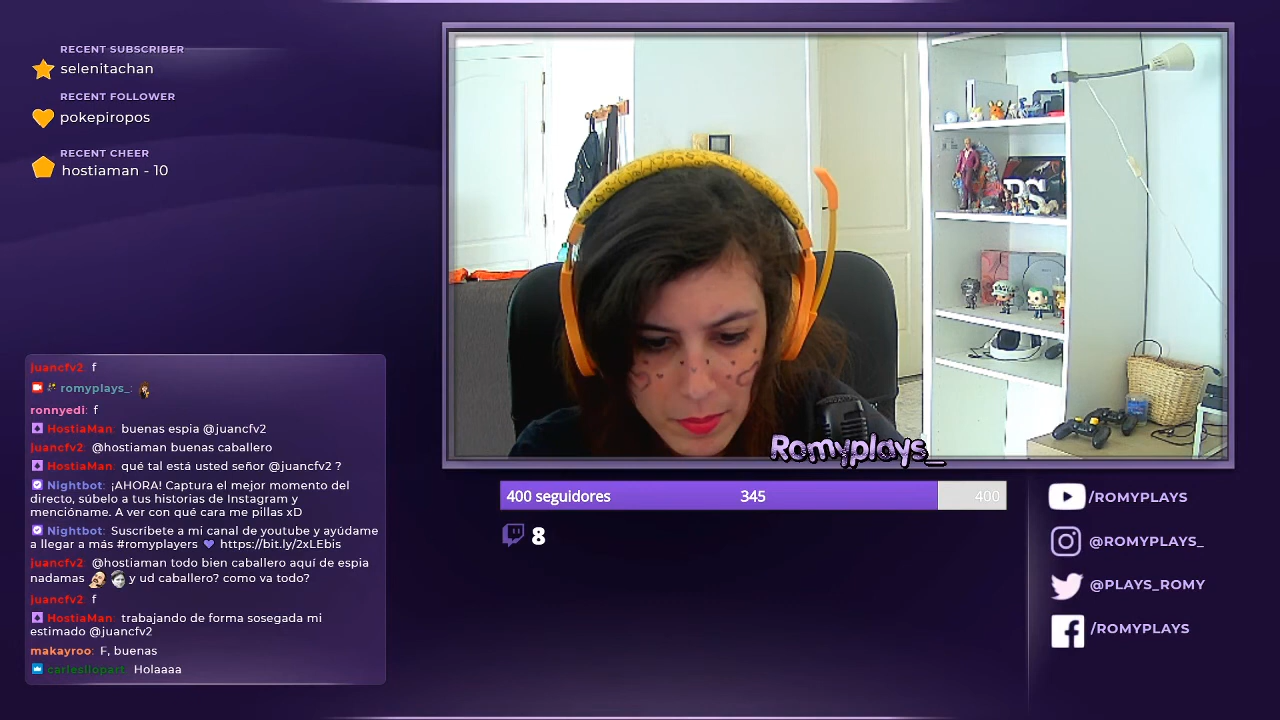 RECENT SUBSCRIBER
selenitachan
RECENT FOLLOWER
pokepiropos
RECENT CHEER
hostiaman - 10
juancfv2 f
romyplays_:
ronnyedi: f
HostiaMan: buenas espia @juancfv2
juancfv2: @hostiaman buenas caballero
HostiaMan: qué tal está usted señor @juancfv2 ?
Nightbot: ¡AHORA! Captura el mejor momento del
directo, súbelo a tus historias de Instagram y
mencióname. A ver con qué cara me pillas xD
Nightbot: Suscríbete a mi canal de youtube y ayúdame
a llegar a más #romyplayers 💜 https://bit.ly/2xLEbis
juancfv2: @hostiaman todo bien caballero aqui de espia
nadamas y ud caballero? como va todo?
juancfv2 f
HostiaMan: trabajando de forma sosegada mi
estimado @juancfv2
makayroo: F, buenas
carlesllopart: Holaaaa
Romyplays_
400 seguidores 345 400
8
/ROMYPLAYS
@ROMYPLAYS_
@PLAYS_ROMY
/ROMYPLAYS